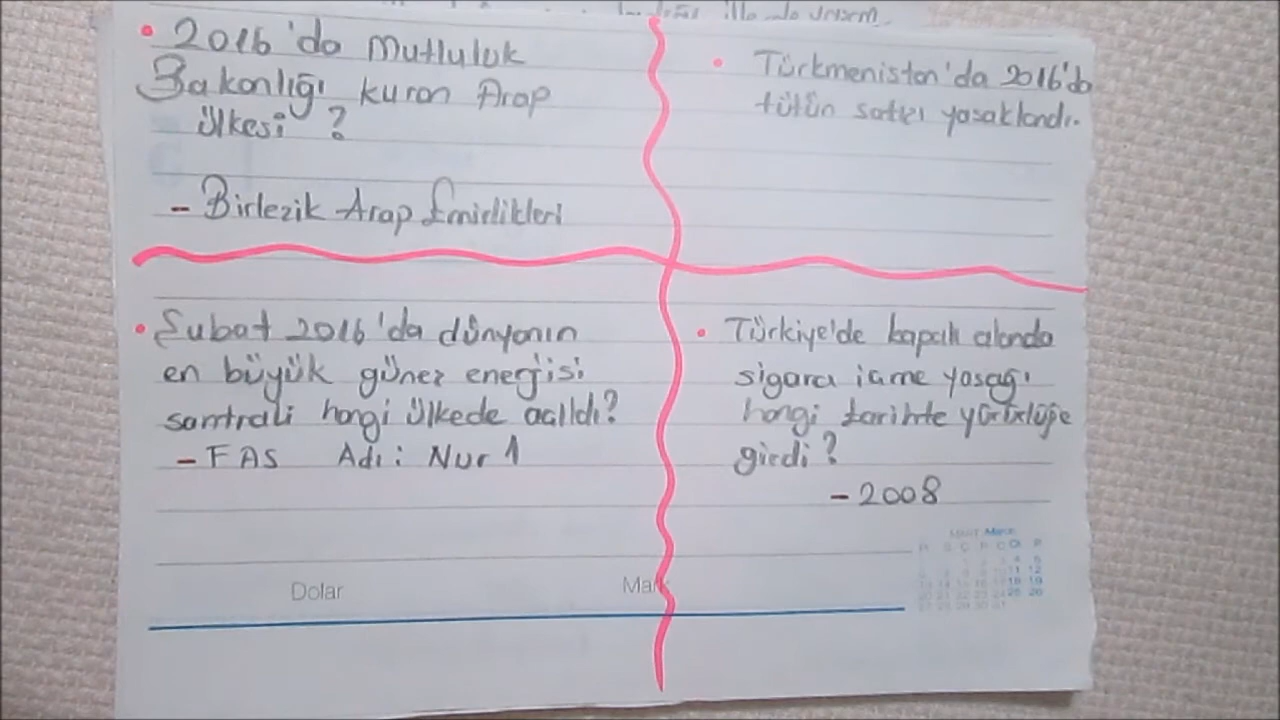 • 2016'da Mutluluk
Bakanlığı kuran Arap
ülkesi ?
- Birleşik Arap Emirlikleri
• Türkmenistan'da 2016'da
tütün satışı yasaklandı.
• Şubat 2016'da dünyanın
en büyük güneş enerjisi
santrali hangi ülkede açıldı?
- FAS Adı: Nur 1
• Türkiye'de kapalı alanda
sigara içme yasağı
hangi tarihte yürürlüğe
girdi ?
- 2008
Dolar Mark
MART March